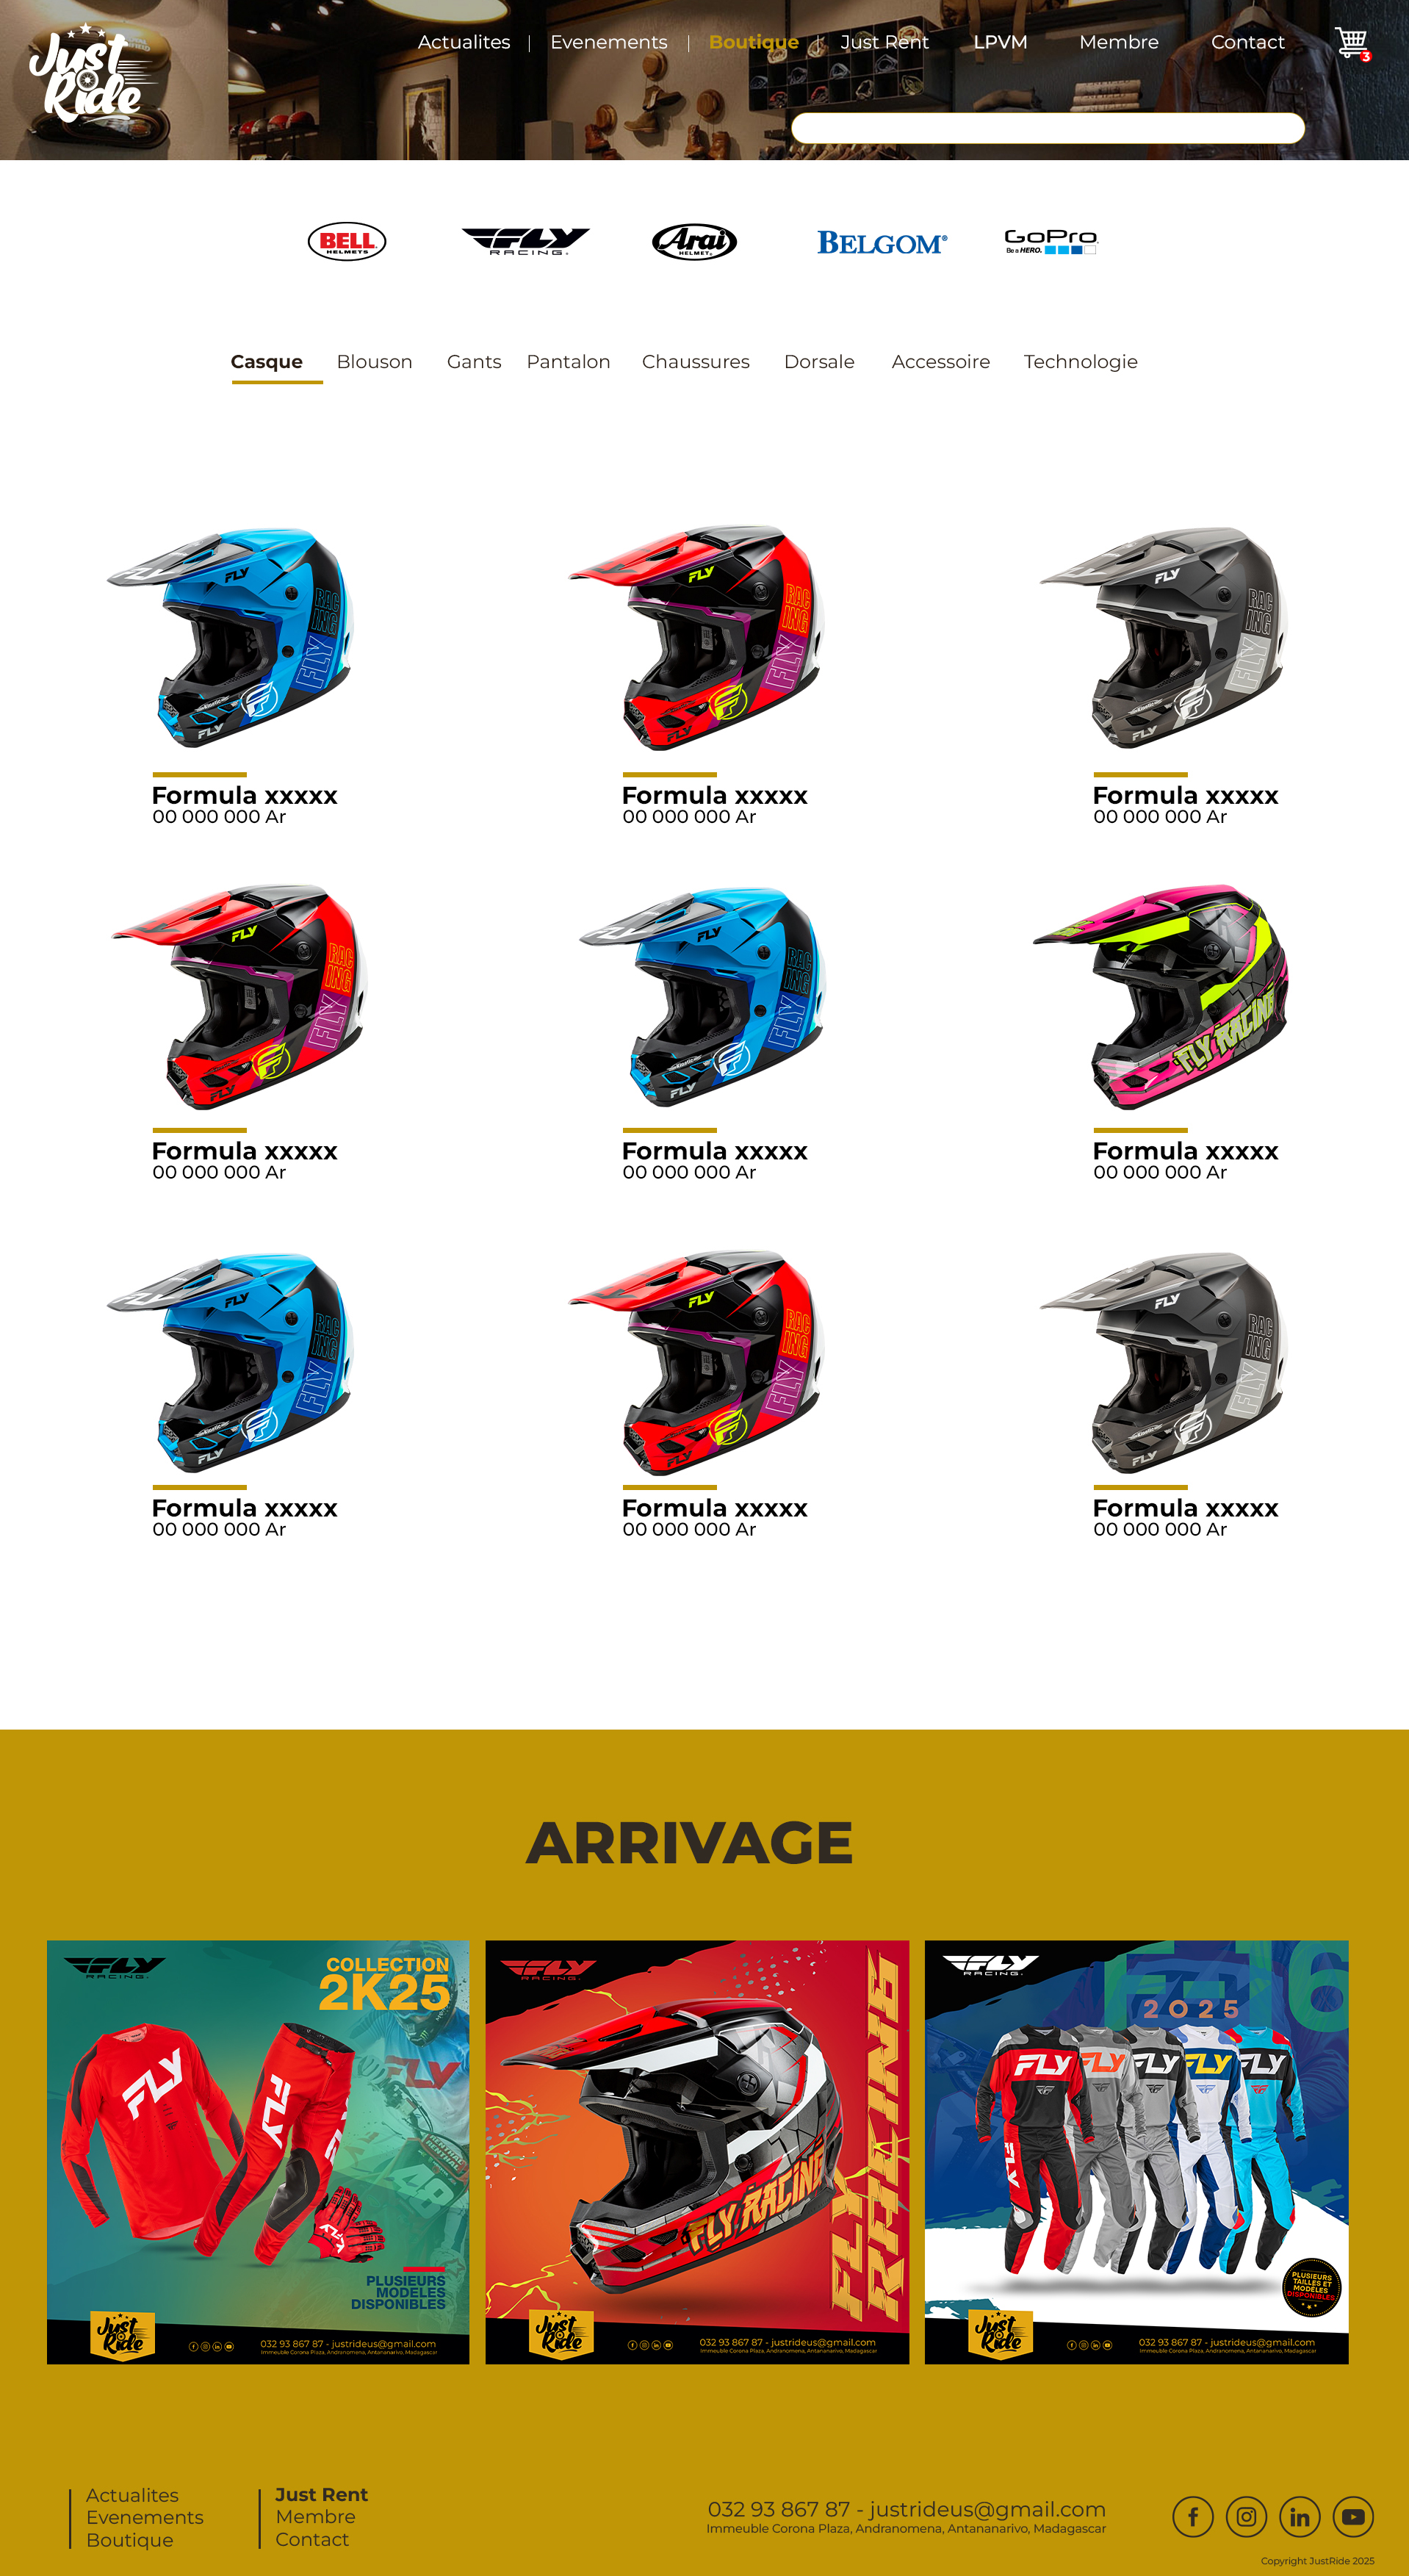 Just Ride
Actualites | Evenements | Boutique | Just Rent LPVM Membre Contact
3
BELL HELMETS
FLY RACING
Arai HELMET
BELGOM®
GoPro
Be a HERO.
Casque Blouson Gants Pantalon Chaussures Dorsale Accessoire Technologie
Formula xxxxx
00 000 000 Ar
Formula xxxxx
00 000 000 Ar
Formula xxxxx
00 000 000 Ar
Formula xxxxx
00 000 000 Ar
Formula xxxxx
00 000 000 Ar
Formula xxxxx
00 000 000 Ar
Formula xxxxx
00 000 000 Ar
Formula xxxxx
00 000 000 Ar
Formula xxxxx
00 000 000 Ar
ARRIVAGE
FLY RACING
COLLECTION
2K25
FLY
FLY
PLUSIEURS
MODELES
DISPONIBLES
Just Ride
032 93 867 87 - justrideus@gmail.com
Immeuble Corona Plaza, Andranomena, Antananarivo, Madagascar
FLY RACING
FLY RACING
Just Ride
032 93 867 87 - justrideus@gmail.com
Immeuble Corona Plaza, Andranomena, Antananarivo, Madagascar
FLY RACING
F-16
2025
FLY FLY FLY FLY FLY
PLUSIEURS
TAILLES ET
MODELES
DISPONIBLES
Just Ride
032 93 867 87 - justrideus@gmail.com
Immeuble Corona Plaza, Andranomena, Antananarivo, Madagascar
Actualites
Evenements
Boutique
Just Rent
Membre
Contact
032 93 867 87 - justrideus@gmail.com
Immeuble Corona Plaza, Andranomena, Antananarivo, Madagascar
Copyright JustRide 2025